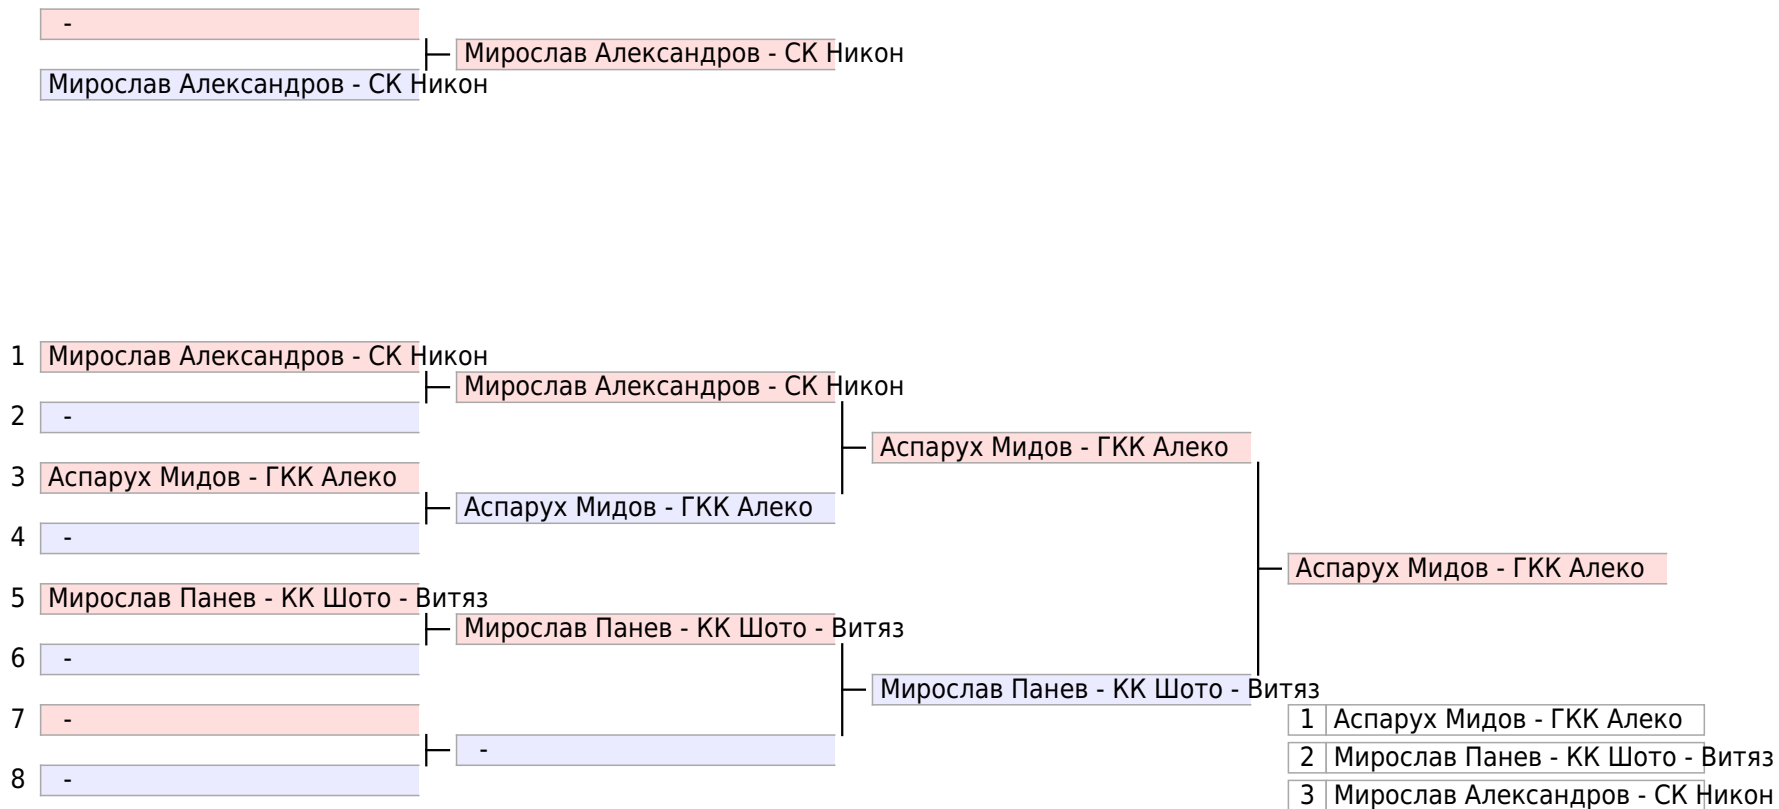 -
Мирослав Александров - СК Никон
Мирослав Александров - СК Никон
1 Мирослав Александров - СК Никон
Мирослав Александров - СК Никон
2 -
Аспарух Мидов - ГКК Алеко
3 Аспарух Мидов - ГКК Алеко
Аспарух Мидов - ГКК Алеко
4 -
Аспарух Мидов - ГКК Алеко
5 Мирослав Панев - КК Шото - Витяз
Мирослав Панев - КК Шото - Витяз
6 -
Мирослав Панев - КК Шото - Витяз
7 -
-
8 -
1 Аспарух Мидов - ГКК Алеко
2 Мирослав Панев - КК Шото - Витяз
3 Мирослав Александров - СК Никон